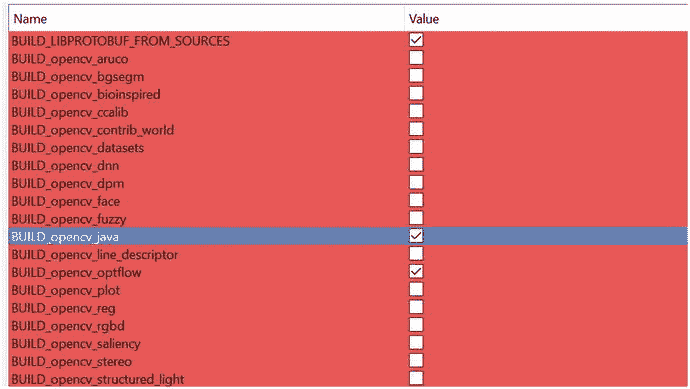 Name Value
BUILD_LIBPROTOBUF_FROM_SOURCES
BUILD_opencv_aruco
BUILD_opencv_bgsegm
BUILD_opencv_bioinspired
BUILD_opencv_ccalib
BUILD_opencv_contrib_world
BUILD_opencv_datasets
BUILD_opencv_dnn
BUILD_opencv_dpm
BUILD_opencv_face
BUILD_opencv_fuzzy
BUILD_opencv_java
BUILD_opencv_line_descriptor
BUILD_opencv_optflow
BUILD_opencv_plot
BUILD_opencv_reg
BUILD_opencv_rgbd
BUILD_opencv_saliency
BUILD_opencv_stereo
BUILD_opencv_structured_light